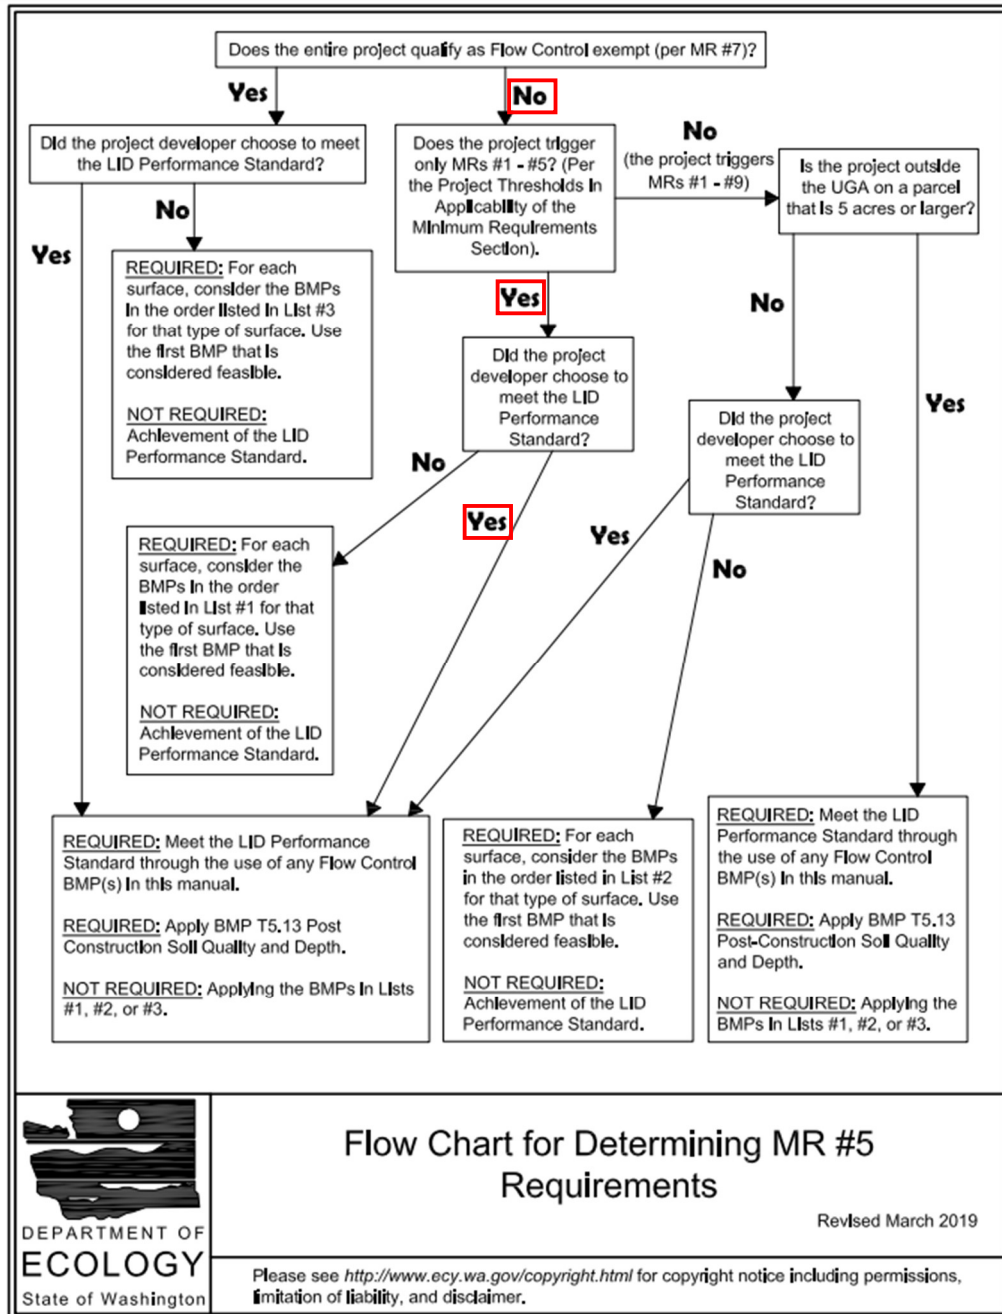 Does the entire project qualify as Flow Control exempt (per MR #7)?
Yes
No
Did the project developer choose to meet
the LID Performance Standard?
Does the project trigger
only MRs #1 - #5? (Per
the Project Thresholds in
Applicability of the
Minimum Requirements
Section).
No
(the project triggers
MRs #1 - #9)
Is the project outside
the UGA on a parcel
that is 5 acres or larger?
Yes
No
REQUIRED: For each
surface, consider the BMPs
in the order listed in List #3
for that type of surface. Use
the first BMP that is
considered feasible.
NOT REQUIRED:
Achievement of the LID
Performance Standard.
Yes
No
Yes
Did the project
developer choose to
meet the LID
Performance
Standard?
Did the project
developer choose to
meet the LID
Performance
Standard?
No
Yes
Yes
No
REQUIRED: For each
surface, consider the
BMPs in the order
listed in List #1 for that
type of surface. Use
the first BMP that is
considered feasible.
NOT REQUIRED:
Achievement of the LID
Performance Standard.
REQUIRED: Meet the LID Performance
Standard through the use of any Flow Control
BMP(s) in this manual.
REQUIRED: Apply BMP T5.13 Post
Construction Soil Quality and Depth.
NOT REQUIRED: Applying the BMPs in Lists
#1, #2, or #3.
REQUIRED: For each
surface, consider the BMPs
in the order listed in List #2
for that type of surface. Use
the first BMP that is
considered feasible.
NOT REQUIRED:
Achievement of the LID
Performance Standard.
REQUIRED: Meet the LID
Performance Standard through
the use of any Flow Control
BMP(s) in this manual.
REQUIRED: Apply BMP T5.13
Post-Construction Soil Quality
and Depth.
NOT REQUIRED: Applying the
BMPs in Lists #1, #2, or #3.
DEPARTMENT OF
ECOLOGY
State of Washington
Flow Chart for Determining MR #5
Requirements
Revised March 2019
Please see http://www.ecy.wa.gov/copyright.html for copyright notice including permissions,
limitation of liability, and disclaimer.